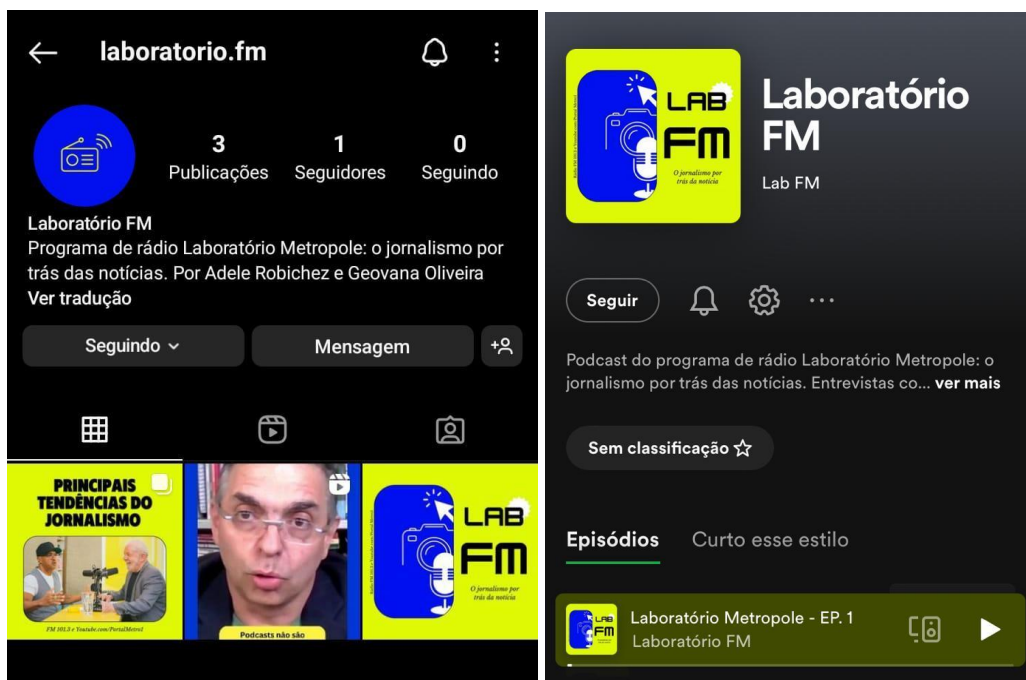 laboratorio.fm
3
1
0
Publicações
Seguidores
Seguindo
Laboratório FM
Programa de rádio Laboratório Metropole: o jornalismo por
trás das notícias. Por Adele Robichez e Geovana Oliveira
Ver tradução
Seguindo
Mensagem
PRINCIPAIS
TENDÊNCIAS DO
JORNALISMO
FM 101.3 e Youtube.com/PortalMetro1
Podcasts não são
LAB
FM
O jornalismo por
trás da notícia
LAB
FM
O jornalismo por
trás da notícia
Laboratório
FM
Lab FM
Seguir
Podcast do programa de rádio Laboratório Metropole: o
jornalismo por trás das notícias. Entrevistas co... ver mais
Sem classificação
Episódios
Curto esse estilo
LAB
FM
Laboratório Metropole - EP. 1
Laboratório FM